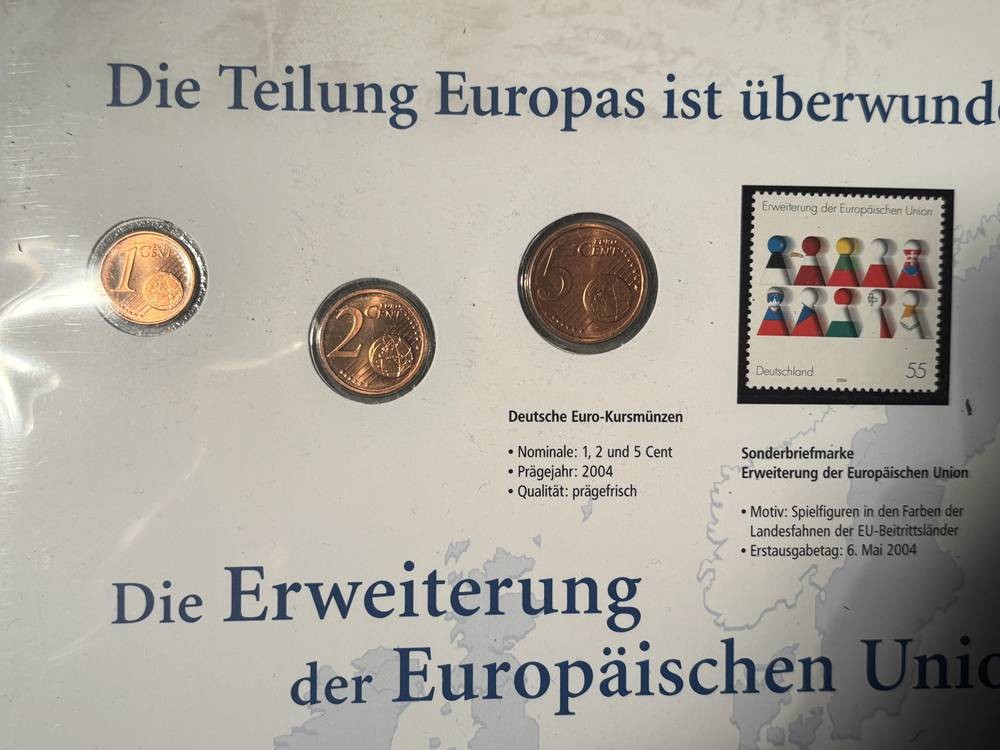 Die Teilung Europas ist überwunde
1 CENT
2 EURO CENT
5 EURO CENT
Erweiterung der Europäischen Union
Deutschland 2004 55
Deutsche Euro-Kursmünzen
• Nominale: 1, 2 und 5 Cent
• Prägejahr: 2004
• Qualität: prägefrisch
Sonderbriefmarke
Erweiterung der Europäischen Union
• Motiv: Spielfiguren in den Farben der
Landesfahnen der EU-Beitrittsländer
• Erstausgabetag: 6. Mai 2004
Die Erweiterung
der Europäischen Unio